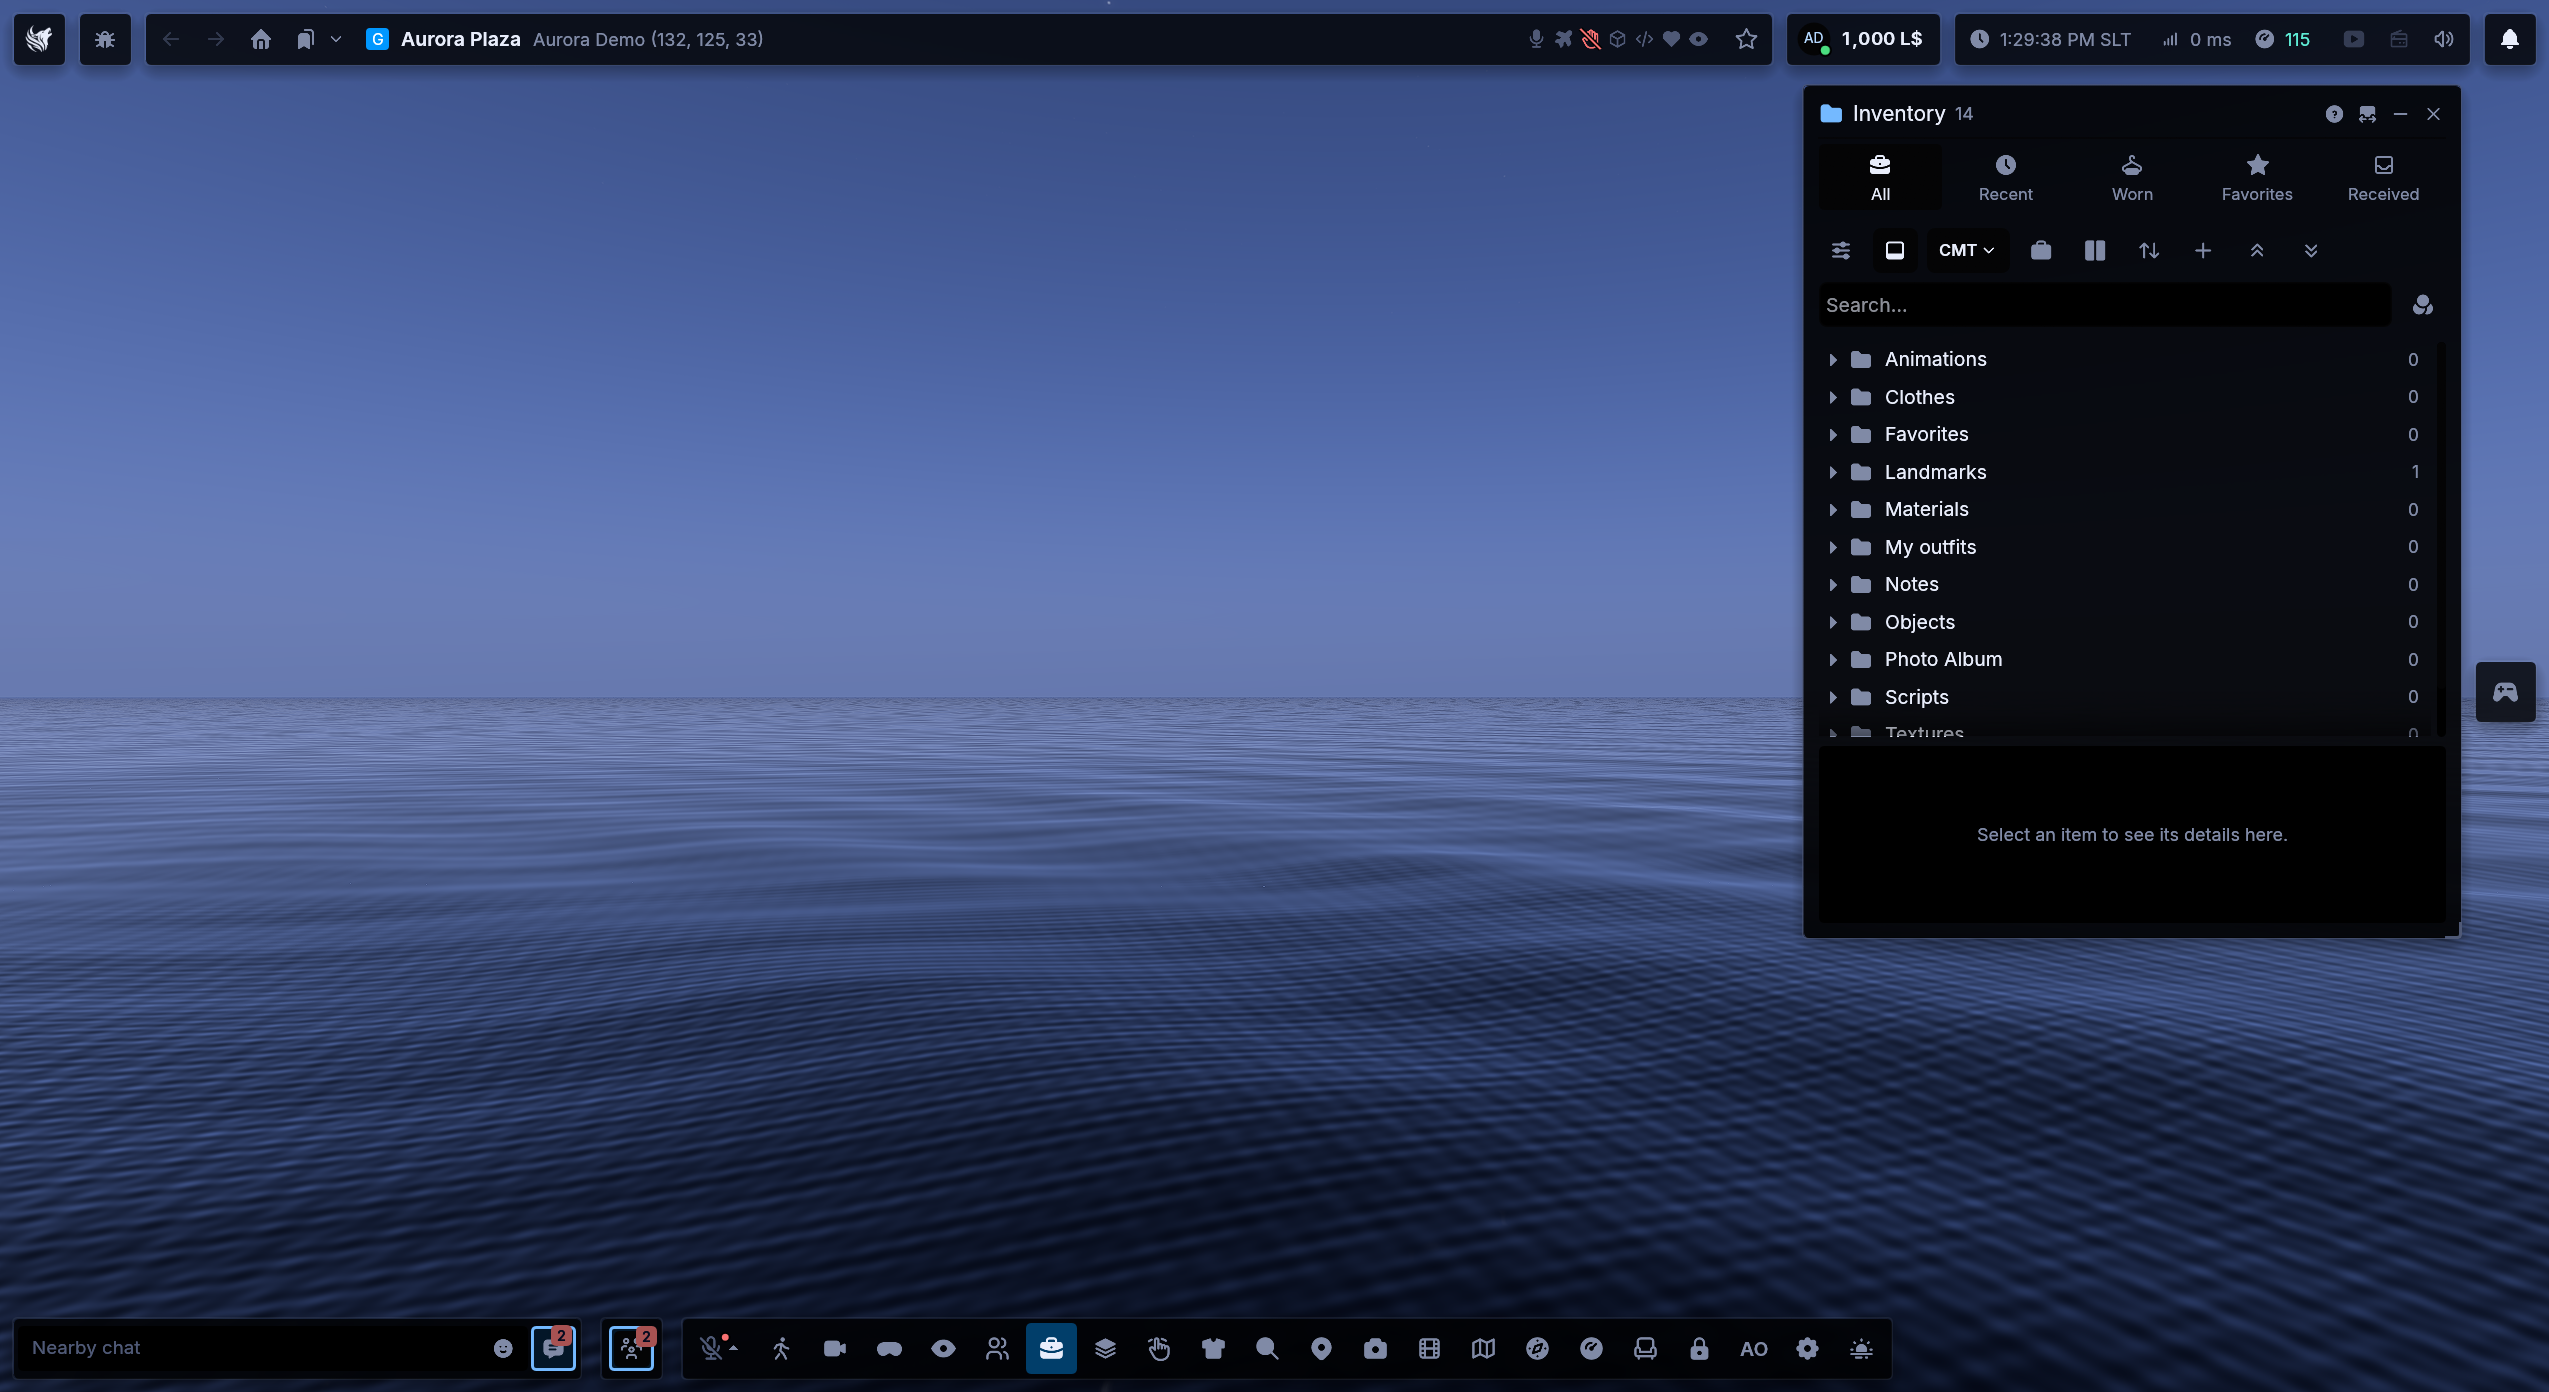 G Aurora Plaza Aurora Demo (132, 125, 33)
AD 1,000 L$
1:29:38 PM SLT 0 ms 115
Inventory 14
All Recent Worn Favorites Received
CMT
Search...
Animations 0
Clothes 0
Favorites 0
Landmarks 1
Materials 0
My outfits 0
Notes 0
Objects 0
Photo Album 0
Scripts 0
Textures 0
Select an item to see its details here.
Nearby chat 2 2 AO